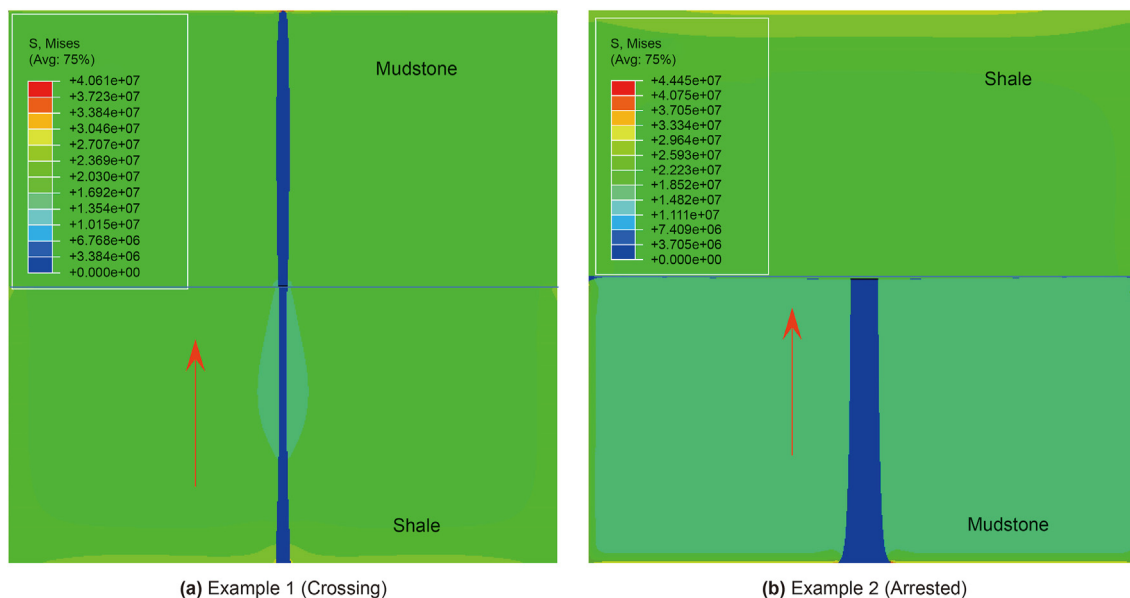 S, Mises
(Avg: 75%)
+4.061e+07
+3.723e+07
+3.384e+07
+3.046e+07
+2.707e+07
+2.369e+07
+2.030e+07
+1.692e+07
+1.354e+07
+1.015e+07
+6.768e+06
+3.384e+06
+0.000e+00
Mudstone
Shale
(a) Example 1 (Crossing)
S, Mises
(Avg: 75%)
+4.445e+07
+4.075e+07
+3.705e+07
+3.334e+07
+2.964e+07
+2.593e+07
+2.223e+07
+1.852e+07
+1.482e+07
+1.111e+07
+7.409e+06
+3.705e+06
+0.000e+00
Shale
Mudstone
(b) Example 2 (Arrested)